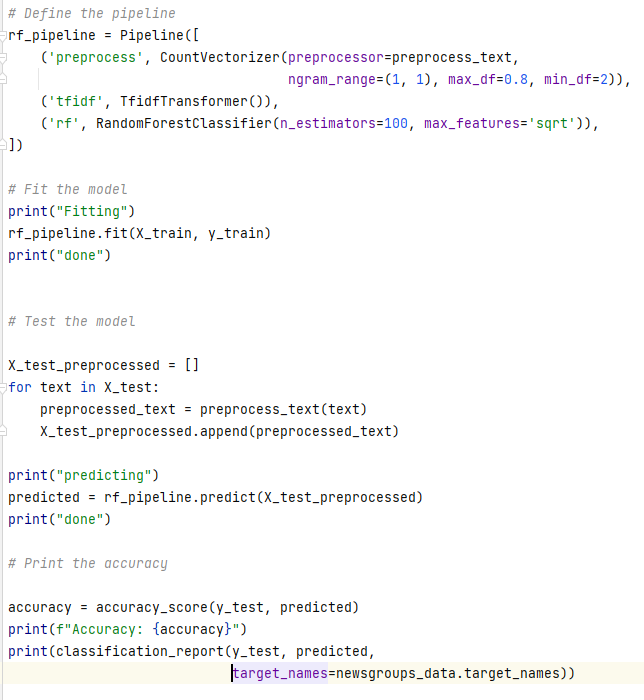 # Define the pipeline
rf_pipeline = Pipeline([
    ('preprocess', CountVectorizer(preprocessor=preprocess_text,
                                   ngram_range=(1, 1), max_df=0.8, min_df=2)),
    ('tfidf', TfidfTransformer()),
    ('rf', RandomForestClassifier(n_estimators=100, max_features='sqrt')),
])
# Fit the model
print("Fitting")
rf_pipeline.fit(X_train, y_train)
print("done")
# Test the model
X_test_preprocessed = []
for text in X_test:
    preprocessed_text = preprocess_text(text)
    X_test_preprocessed.append(preprocessed_text)
print("predicting")
predicted = rf_pipeline.predict(X_test_preprocessed)
print("done")
# Print the accuracy
accuracy = accuracy_score(y_test, predicted)
print(f"Accuracy: {accuracy}")
print(classification_report(y_test, predicted,
                            target_names=newsgroups_data.target_names))